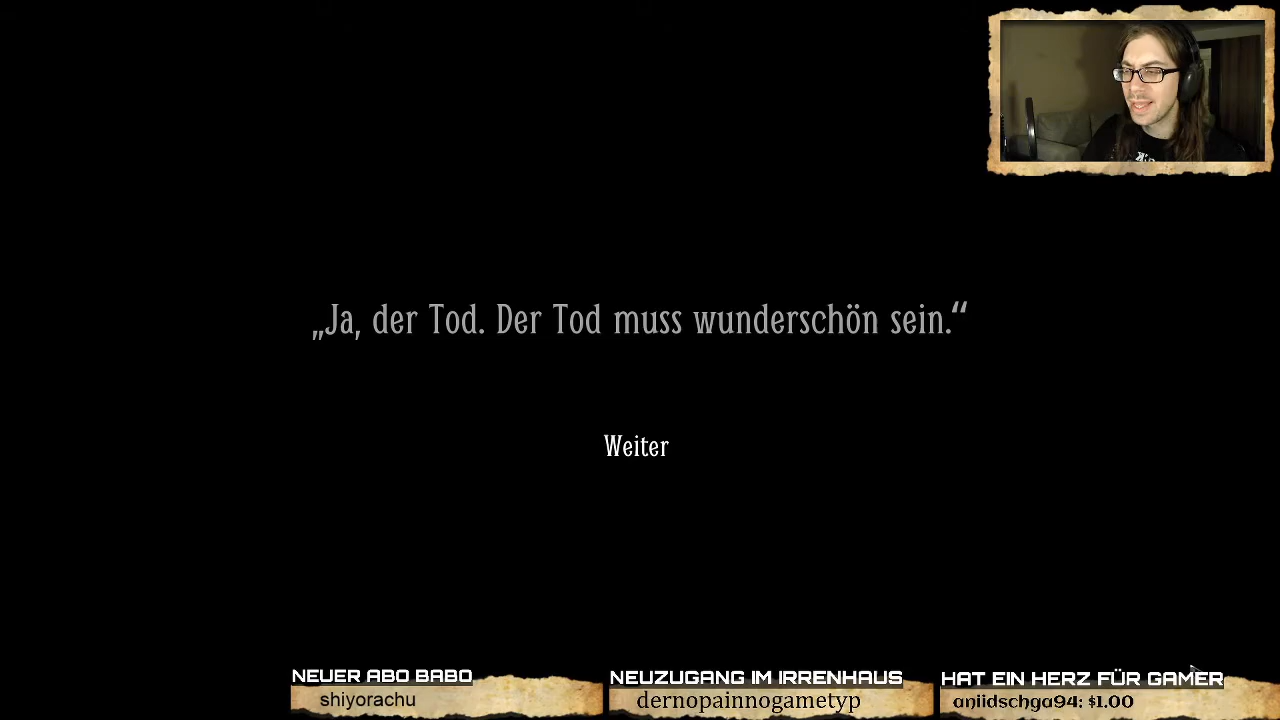 „Ja, der Tod. Der Tod muss wunderschön sein.“
Weiter
NEUER ABO BABO
shiyorachu
NEUZUGANG IM IRRENHAUS
dernopainnogametyp
HAT EIN HERZ FÜR GAMER
anjidschga94: $1.00